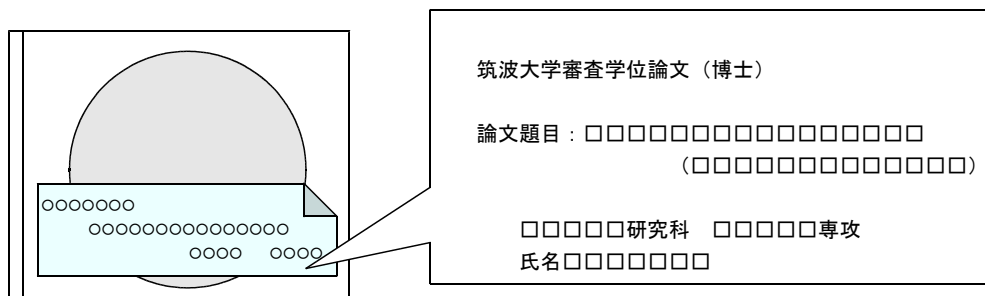 ○○○○○○○
○○○○○○○○○○○○○○○
○○○○　○○○○
筑波大学審査学位論文（博士）
論文題目：□□□□□□□□□□□□□□□□
（□□□□□□□□□□□□□）
□□□□□研究科　□□□□□専攻
氏名□□□□□□□